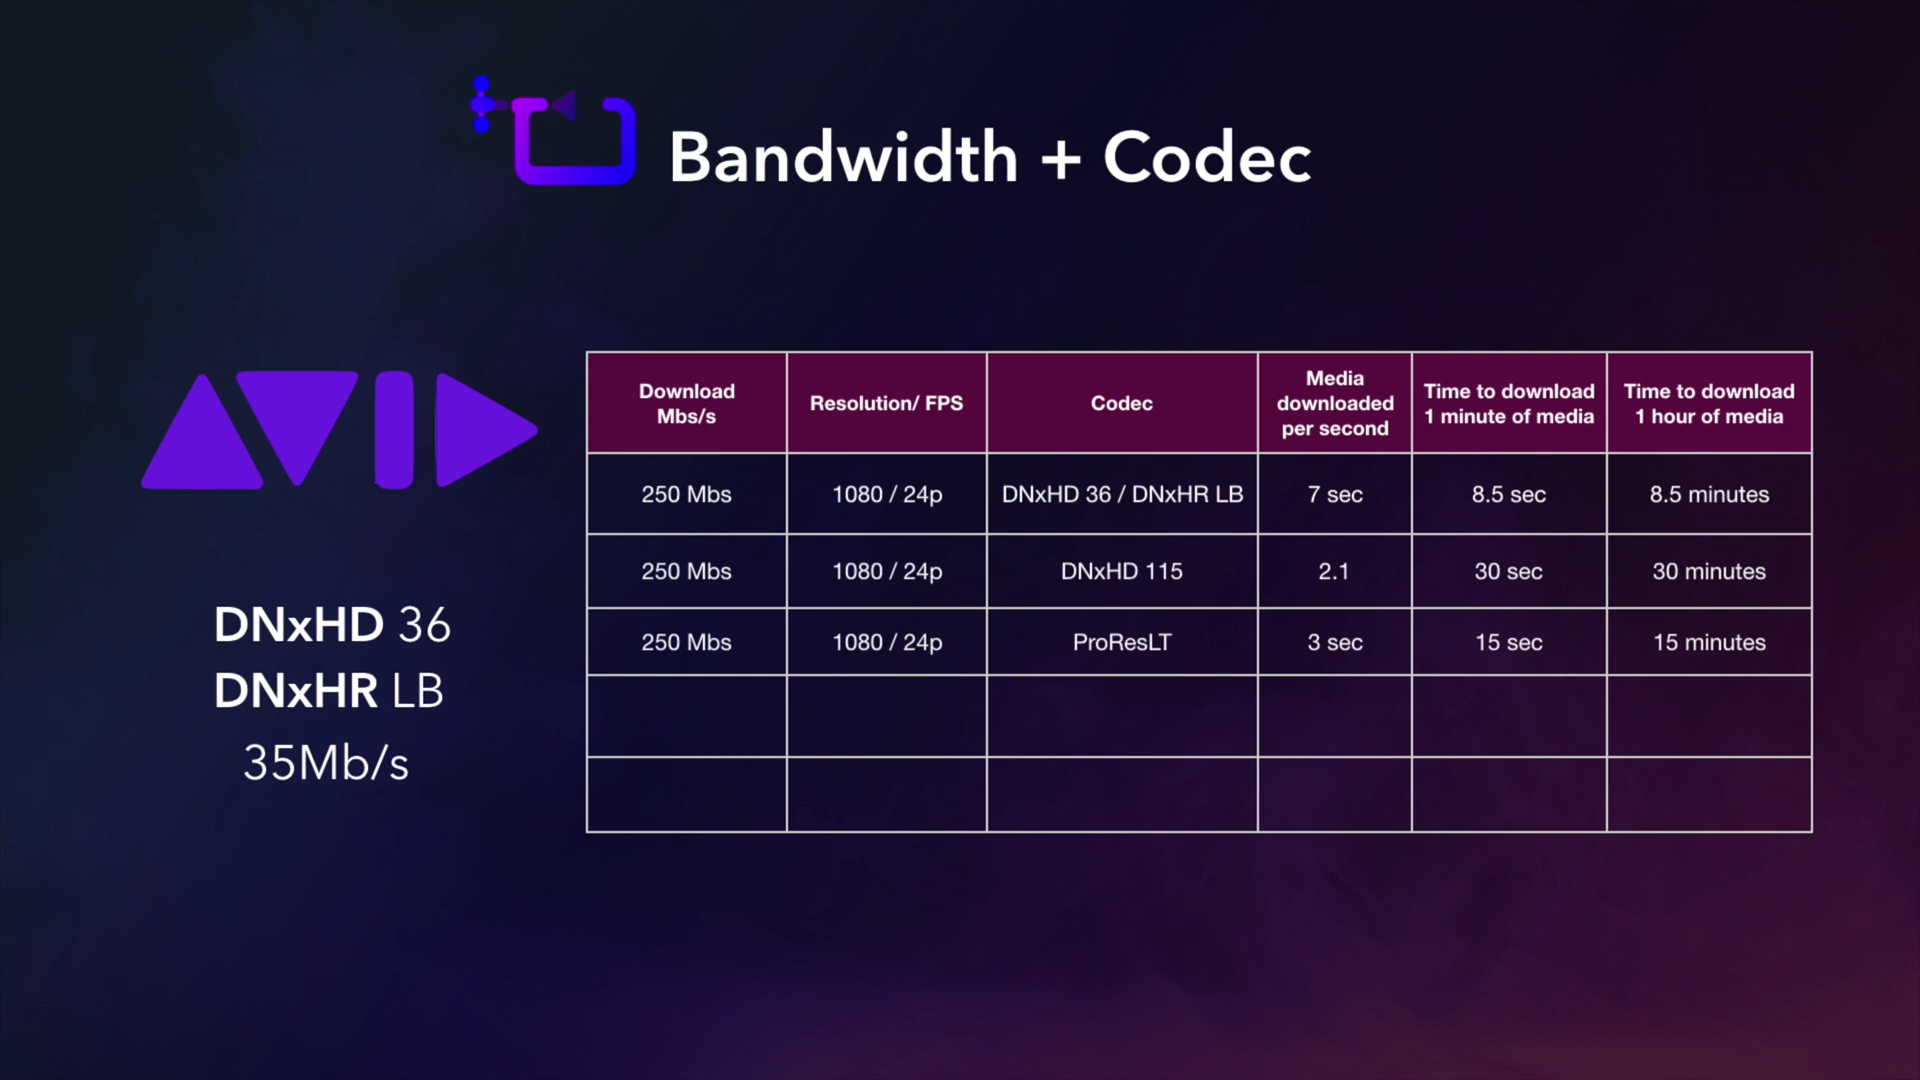 Bandwidth + Codec
AVID
DNxHD 36
DNxHR LB
35Mb/s
Download Mbs/s
Resolution/ FPS
Codec
Media downloaded per second
Time to download 1 minute of media
Time to download 1 hour of media
250 Mbs
1080 / 24p
DNxHD 36 / DNxHR LB
7 sec
8.5 sec
8.5 minutes
250 Mbs
1080 / 24p
DNxHD 115
2.1
30 sec
30 minutes
250 Mbs
1080 / 24p
ProResLT
3 sec
15 sec
15 minutes